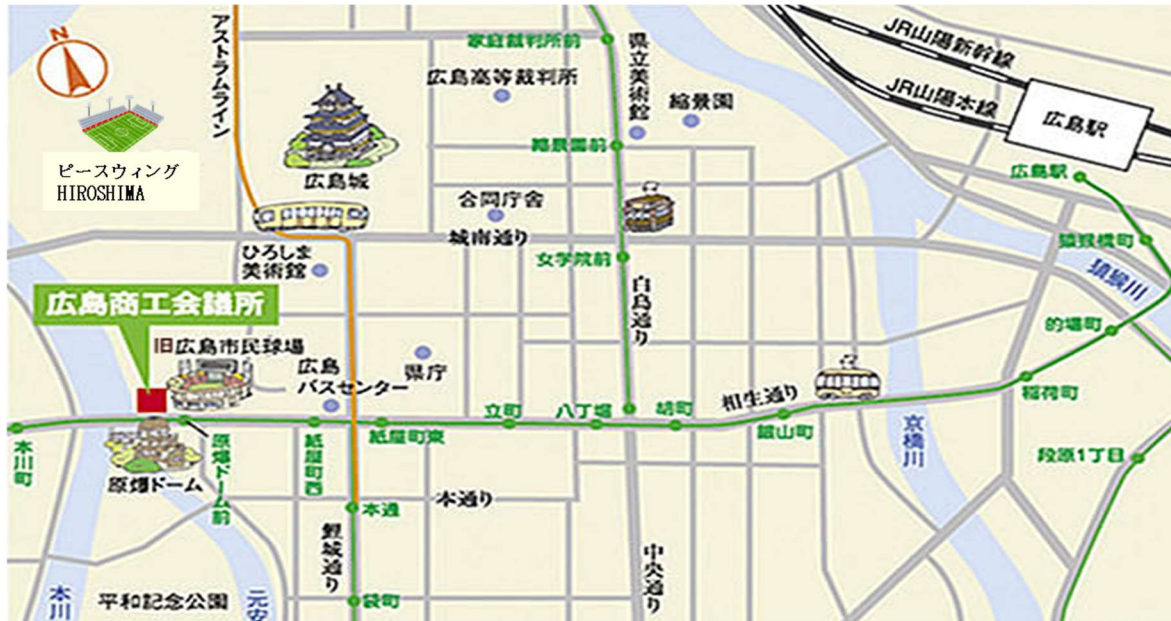 N
アストラムライン
家庭裁判所前
県立美術館
JR山陽新幹線
JR山陽本線
広島高等裁判所
縮景園
広島駅
ピースウィング
HIROSHIMA
縮景園前
広島駅
広島城
合同庁舎
城南通り
猿猴橋町
ひろしま
美術館
女学院前
猿猴川
広島商工会議所
白島通り
的場町
旧広島市民球場
広島
バスセンター
県庁
相生通り
稲荷町
立町
八丁堀
胡町
銀山町
京橋川
本川町
原爆ドーム前
紙屋町西
紙屋町東
段原1丁目
原爆ドーム
本通
本通り
鯉城通り
中央通り
本川
平和記念公園
元安
袋町